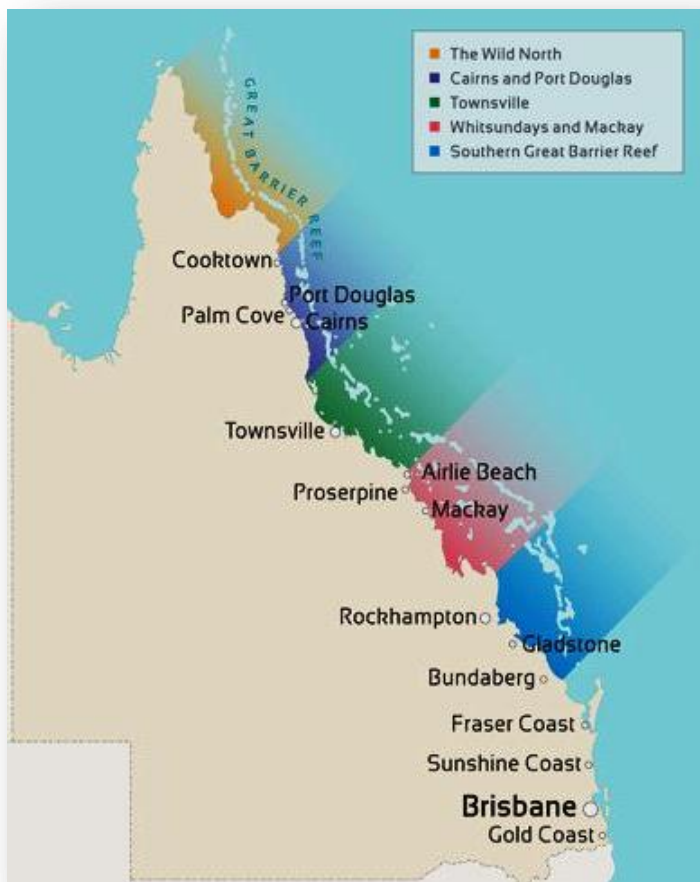 The Wild North
Cairns and Port Douglas
Townsville
Whitsundays and Mackay
Southern Great Barrier Reef
GREAT BARRIER REEF
Cooktown
Port Douglas
Palm Cove
Cairns
Townsville
Airlie Beach
Proserpine
Mackay
Rockhampton
Gladstone
Bundaberg
Fraser Coast
Sunshine Coast
Brisbane
Gold Coast